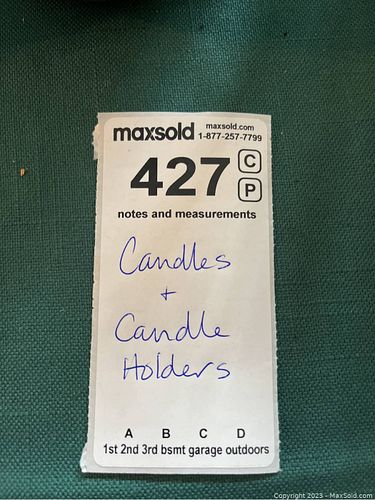 maxsold maxsold.com
1-877-257-7799
427 C
P
notes and measurements
Candles
+
Candle
Holders
A B C D
1st 2nd 3rd bsmt garage outdoors
Copyright 2023 - MaxSold.com